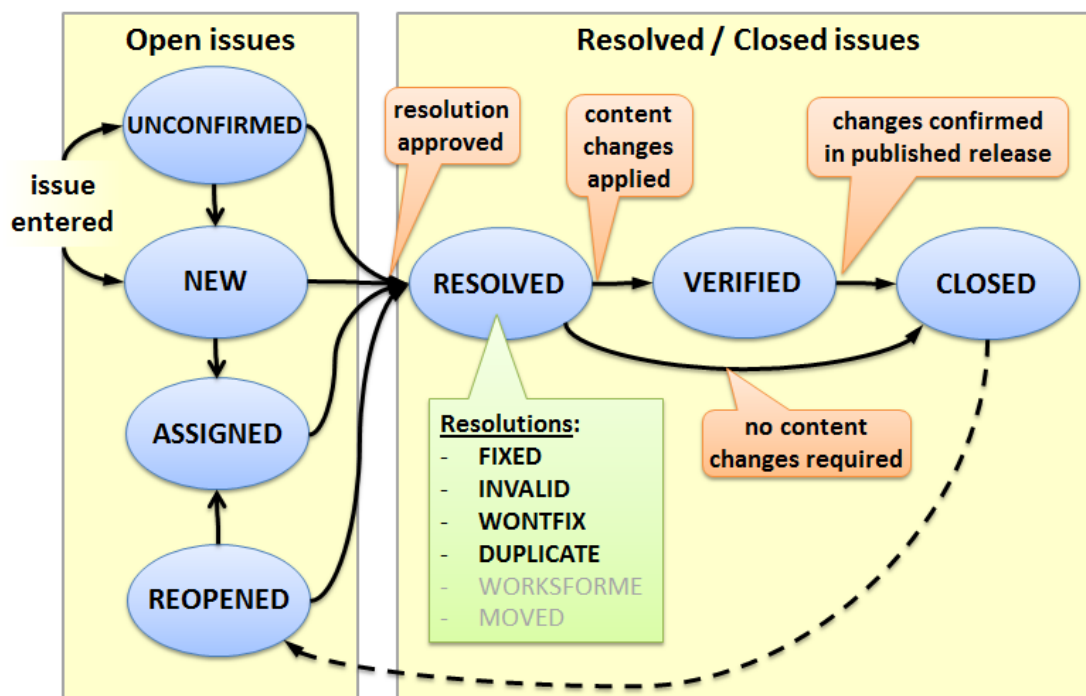 Open issues
Resolved / Closed issues
UNCONFIRMED
issue
entered
NEW
ASSIGNED
REOPENED
resolution
approved
content
changes
applied
changes confirmed
in published release
RESOLVED
VERIFIED
CLOSED
no content
changes required
Resolutions:
- FIXED
- INVALID
- WONTFIX
- DUPLICATE
- WORKSFORME
- MOVED